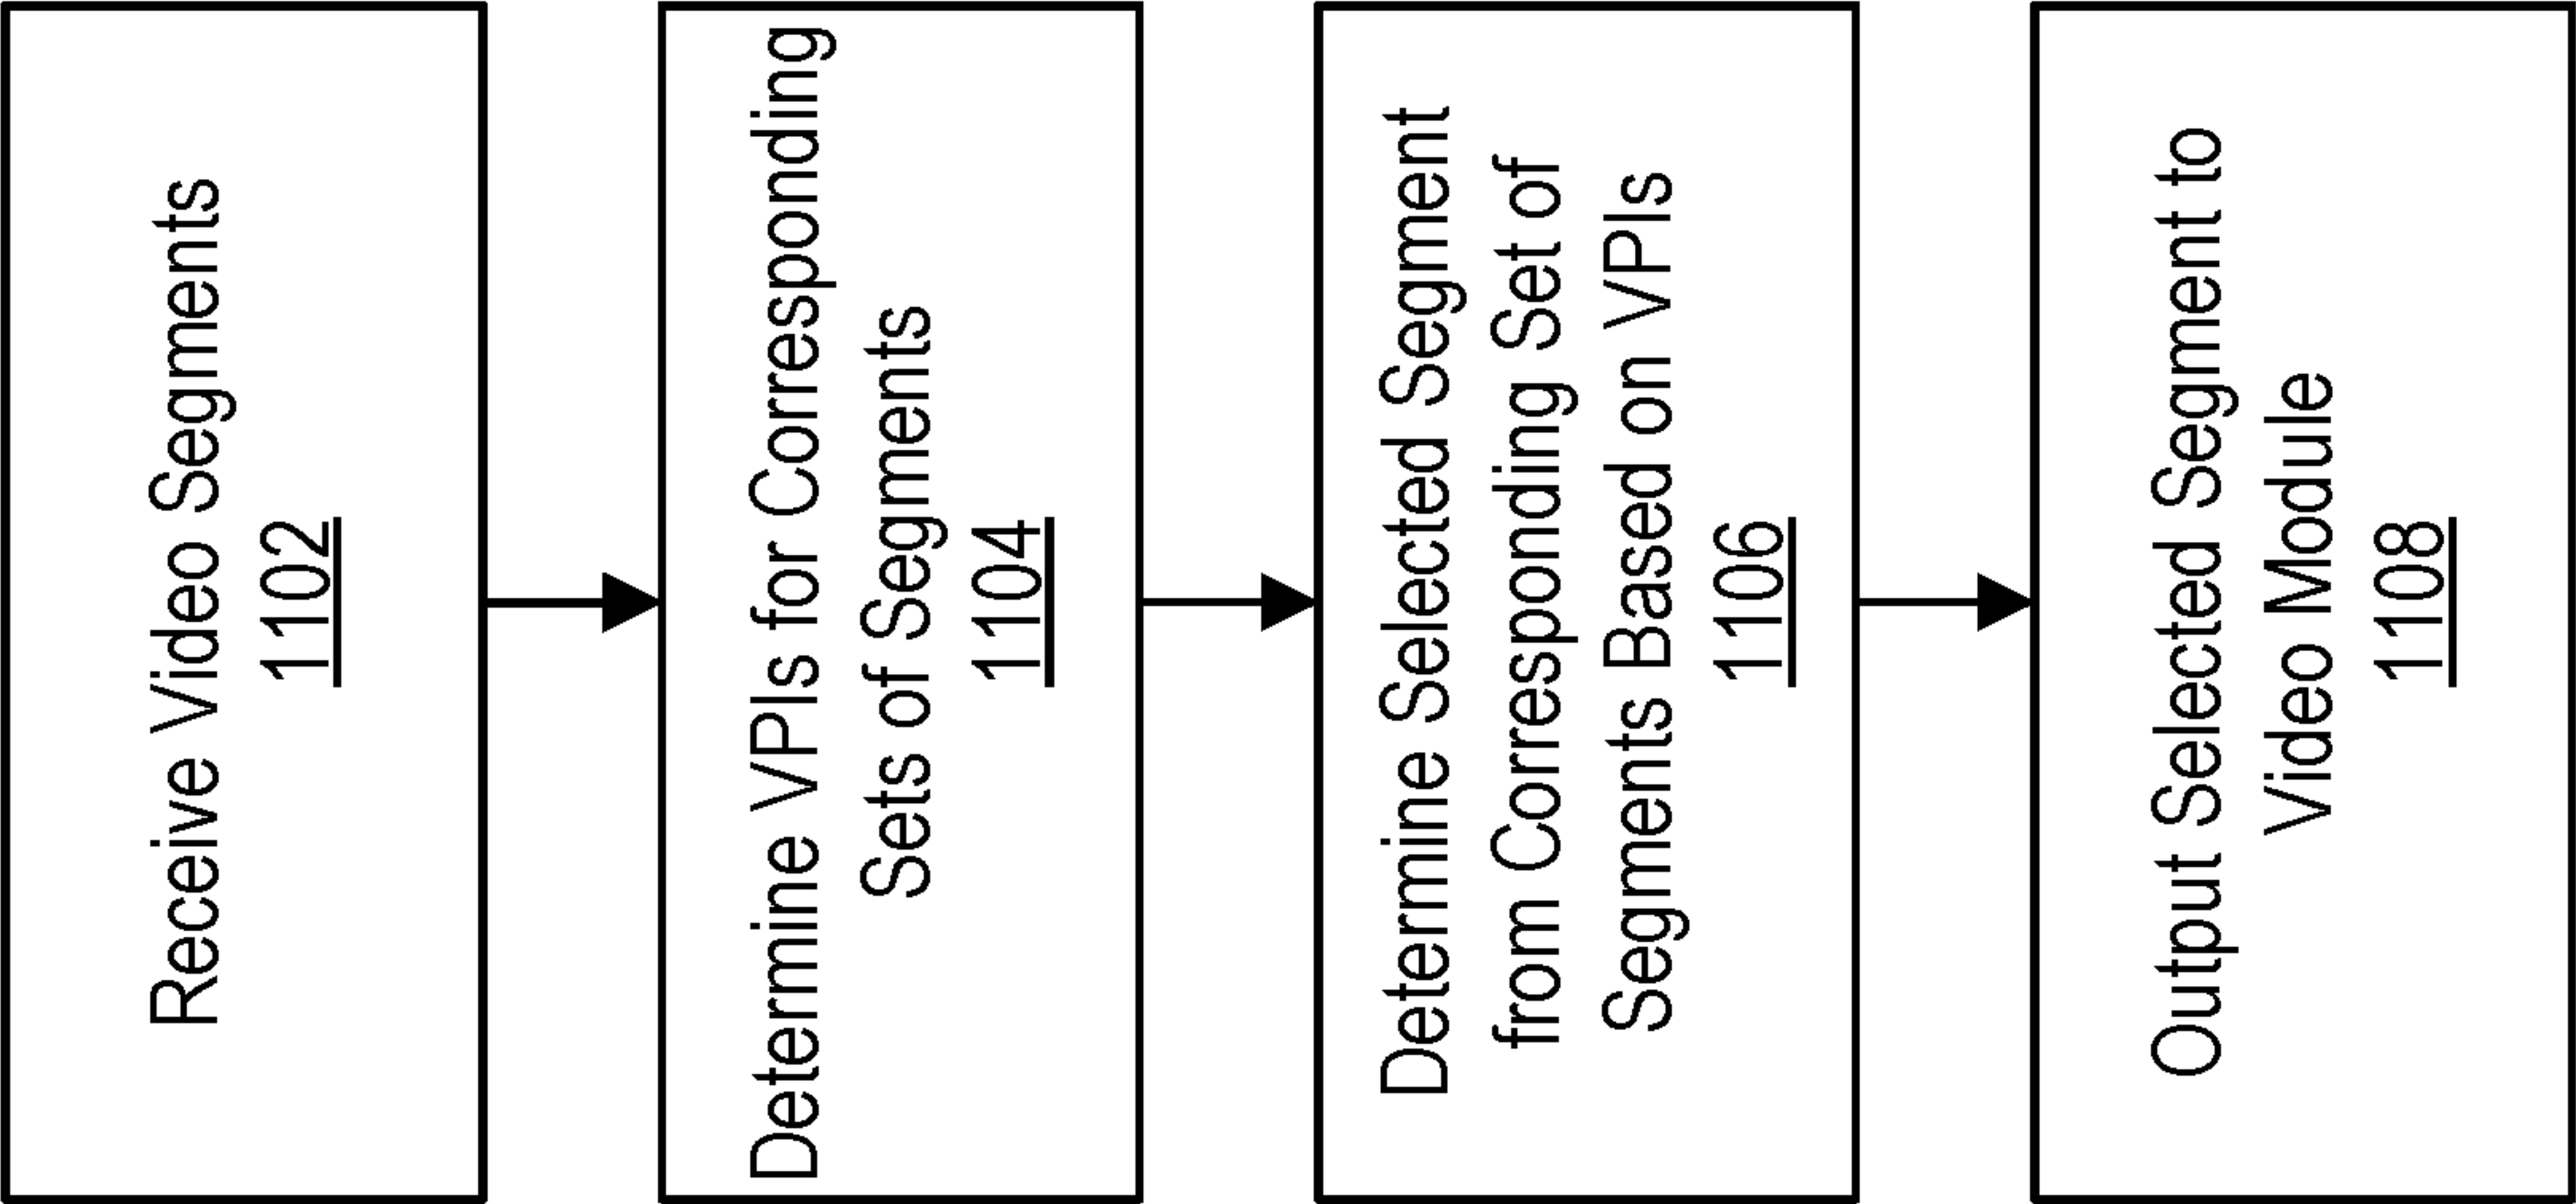 Receive Video Segments
1102
Determine VPIs for Corresponding
Sets of Segments
1104
Determine Selected Segment
from Corresponding Set of
Segments Based on VPIs
1106
Output Selected Segment to
Video Module
1108